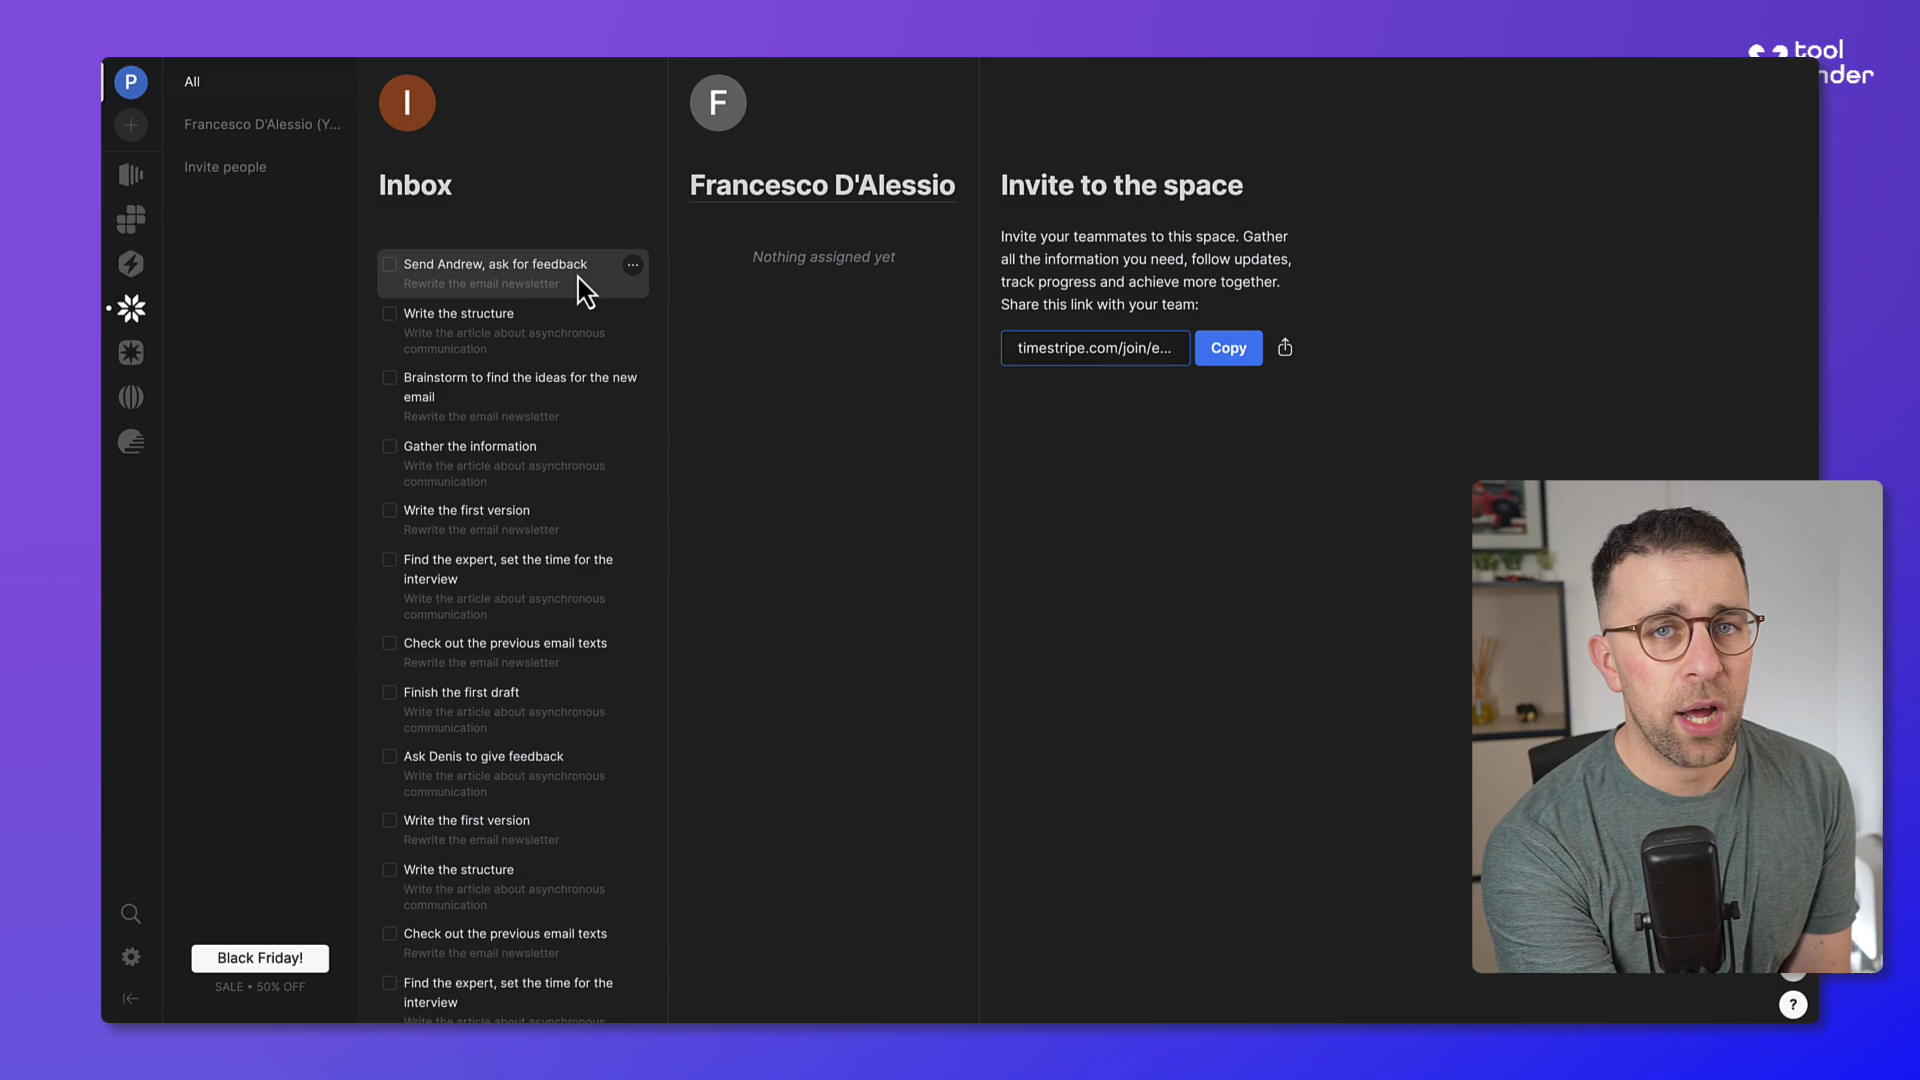 tool
nder
P
All
Francesco D'Alessio (Y...
Invite people
I
Inbox
Send Andrew, ask for feedback
Rewrite the email newsletter
Write the structure
Write the article about asynchronous
communication
Brainstorm to find the ideas for the new
email
Rewrite the email newsletter
Gather the information
Write the article about asynchronous
communication
Write the first version
Rewrite the email newsletter
Find the expert, set the time for the
interview
Write the article about asynchronous
communication
Check out the previous email texts
Rewrite the email newsletter
Finish the first draft
Write the article about asynchronous
communication
Ask Denis to give feedback
Write the article about asynchronous
communication
Write the first version
Rewrite the email newsletter
Write the structure
Write the article about asynchronous
communication
Check out the previous email texts
Rewrite the email newsletter
Find the expert, set the time for the
interview
Write the article about asynchronous
F
Francesco D'Alessio
Nothing assigned yet
Invite to the space
Invite your teammates to this space. Gather
all the information you need, follow updates,
track progress and achieve more together.
Share this link with your team:
timestripe.com/join/e...
Copy
Black Friday!
SALE • 50% OFF
?